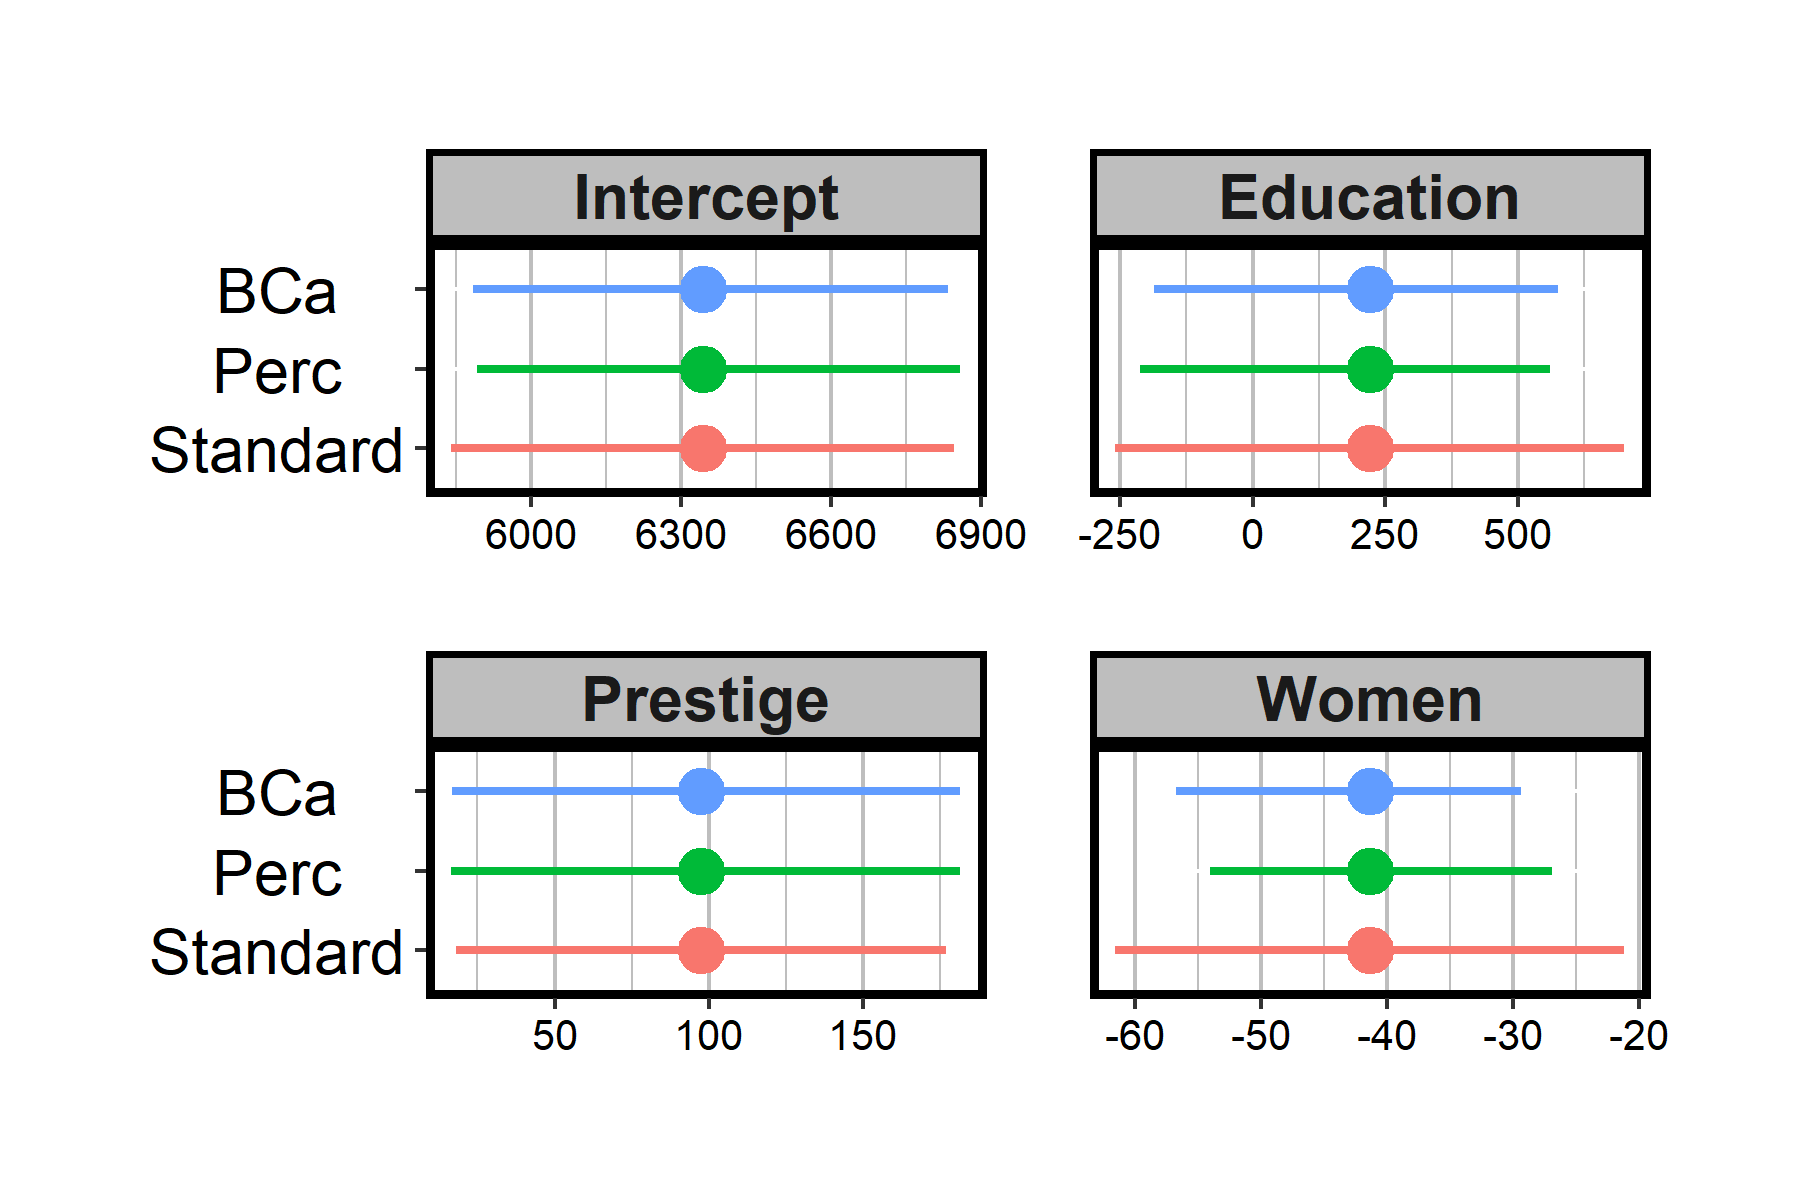 Intercept Education
BCa
Perc
Standard
6000 6300 6600 6900 -250 0 250 500
Prestige Women
BCa
Perc
Standard
50 100 150 -60 -50 -40 -30 -20